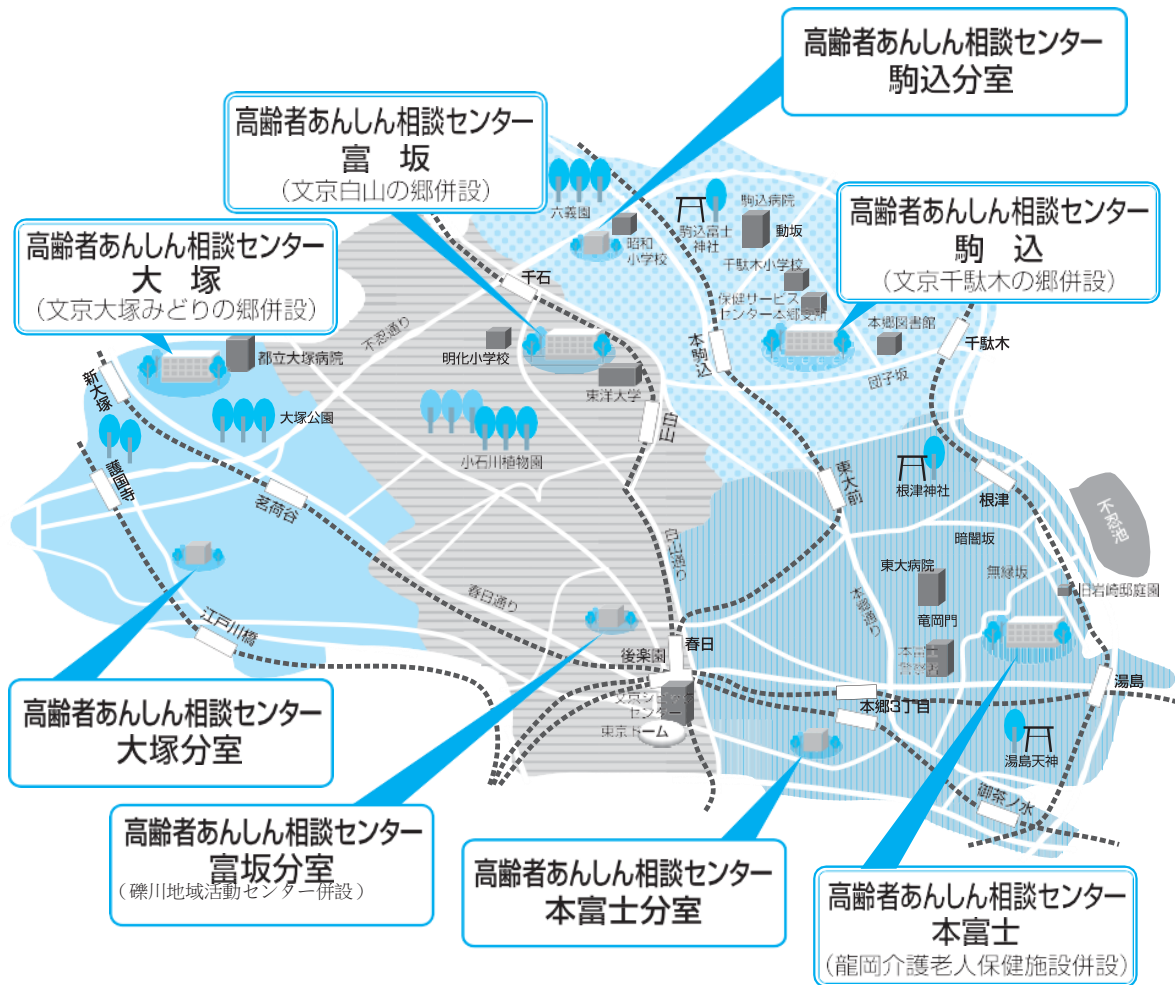 高齢者あんしん相談センター
駒込分室
高齢者あんしん相談センター
富 坂
（文京白山の郷併設）
高齢者あんしん相談センター
駒 込
（文京千駄木の郷併設）
高齢者あんしん相談センター
大 塚
（文京大塚みどりの郷併設）
六義園
昭和
小学校
駒込富士
神社
駒込病院
動坂
千駄木小学校
保健サービス
センター本郷支所
本郷図書館
千駄木
団子坂
本駒込
千石
不忍通り
明化小学校
東洋大学
白山
都立大塚病院
新大塚
大塚公園
小石川植物園
護国寺
茗荷谷
東大前
根津神社
根津
不忍池
暗闇坂
無縁坂
旧岩崎邸庭園
東大病院
竜岡門
本富士
警察署
本郷通り
白山通り
春日通り
江戸川橋
後楽園
春日
文京シビック
センター
東京ドーム
本郷3丁目
湯島
湯島天神
御茶ノ水
高齢者あんしん相談センター
大塚分室
高齢者あんしん相談センター
富坂分室
（礫川地域活動センター併設）
高齢者あんしん相談センター
本富士分室
高齢者あんしん相談センター
本富士
（龍岡介護老人保健施設併設）